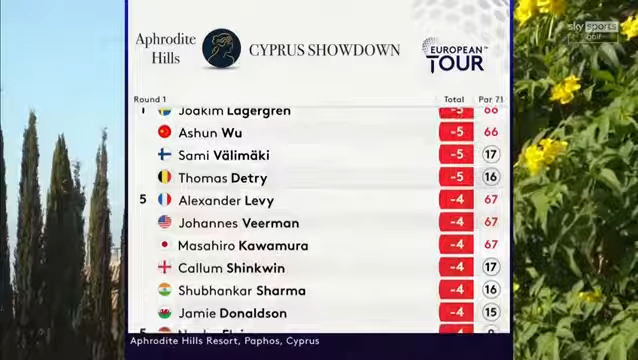 sky sports
golf
Aphrodite Hills CYPRUS SHOWDOWN EUROPEAN TOUR
Round 1 Total Par 71
1 Joakim Lagergren -5 66
Ashun Wu -5 66
Sami Välimäki -5 17
Thomas Detry -5 16
5 Alexander Levy -4 67
Johannes Veerman -4 67
Masahiro Kawamura -4 67
Callum Shinkwin -4 17
Shubhankar Sharma -4 16
Jamie Donaldson -4 15
Aphrodite Hills Resort, Paphos, Cyprus